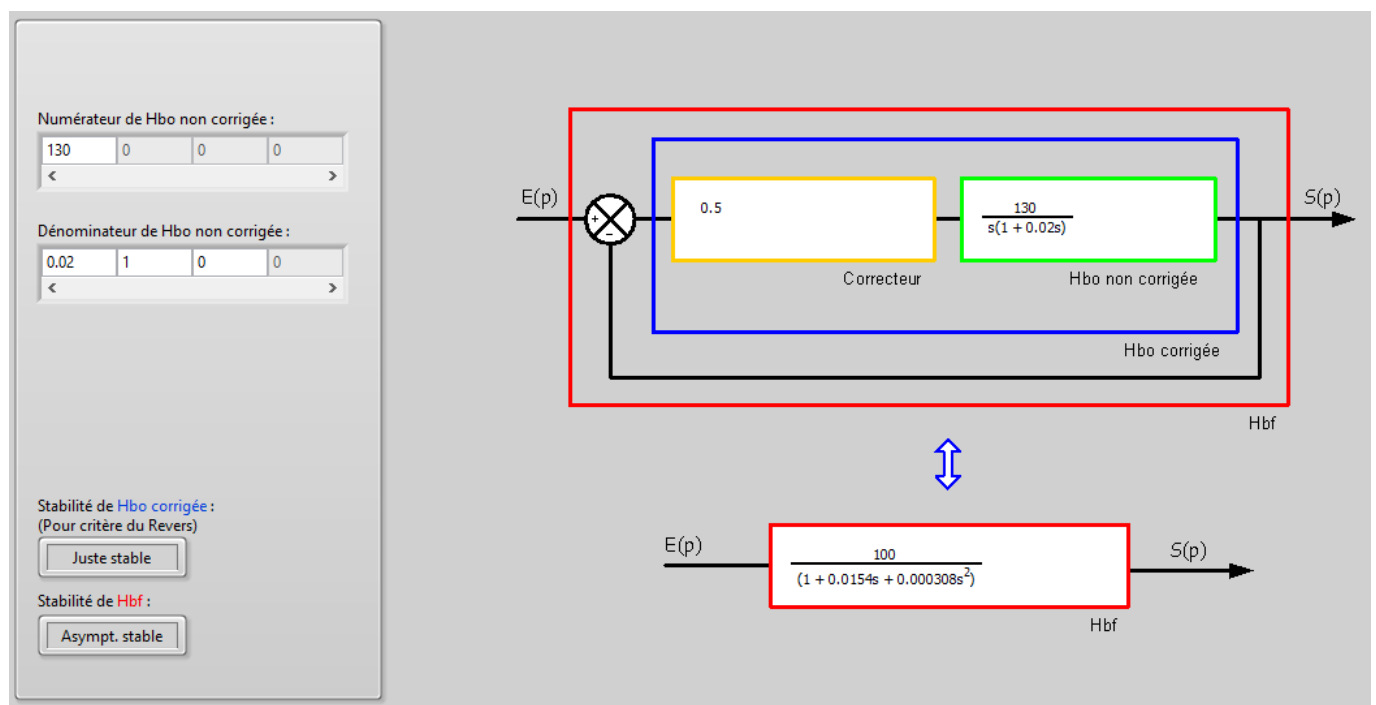 Numérateur de Hbo non corrigée :
130 0 0 0
< >
Dénominateur de Hbo non corrigée :
0.02 1 0 0
< >
Stabilité de Hbo corrigée :
(Pour critère du Revers)
Juste stable
Stabilité de Hbf :
Asympt. stable
E(p)
+
−
0.5
Correcteur
130
s(1 + 0.02s)
Hbo non corrigée
S(p)
Hbo corrigée
Hbf
E(p)
100
(1 + 0.0154s + 0.000308s²)
S(p)
Hbf